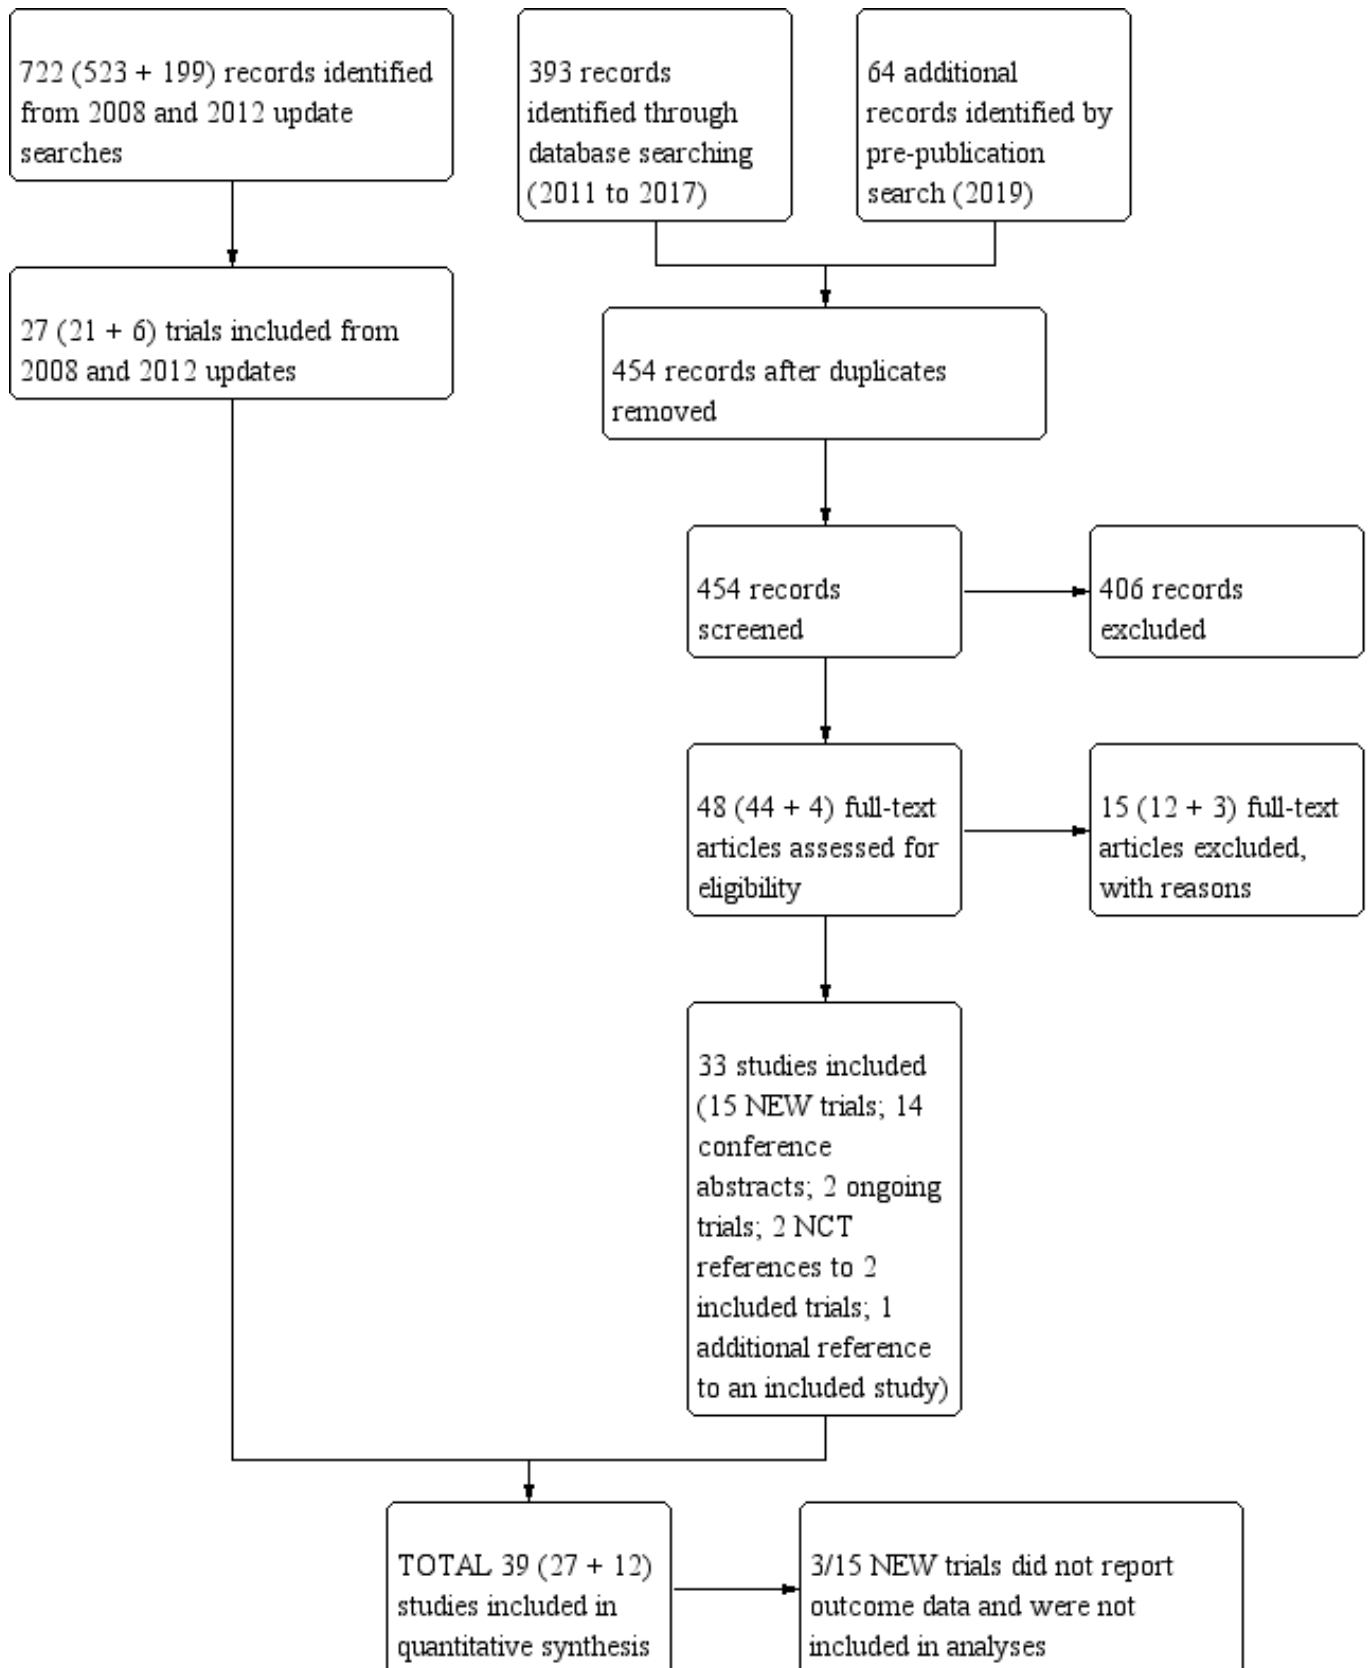 722 (523 + 199) records identified
from 2008 and 2012 update
searches
393 records
identified through
database searching
(2011 to 2017)
64 additional
records identified by
pre-publication
search (2019)
27 (21 + 6) trials included from
2008 and 2012 updates
454 records after duplicates
removed
454 records
screened
406 records
excluded
48 (44 + 4) full-text
articles assessed for
eligibility
15 (12 + 3) full-text
articles excluded,
with reasons
33 studies included
(15 NEW trials; 14
conference
abstracts; 2 ongoing
trials; 2 NCT
references to 2
included trials; 1
additional reference
to an included study)
TOTAL 39 (27 + 12)
studies included in
quantitative synthesis
3/15 NEW trials did not report
outcome data and were not
included in analyses